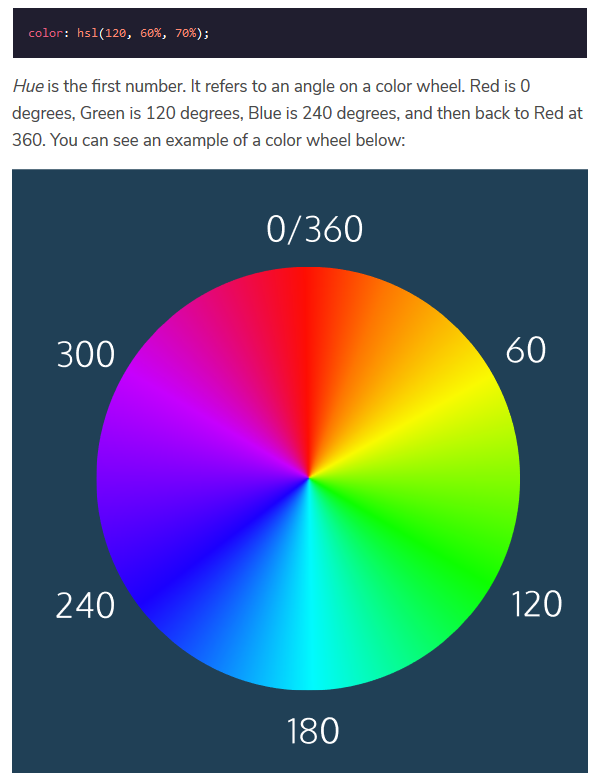 color: hsl(120, 60%, 70%);
Hue is the first number. It refers to an angle on a color wheel. Red is 0
degrees, Green is 120 degrees, Blue is 240 degrees, and then back to Red at
360. You can see an example of a color wheel below:
0/360
300
60
240
120
180